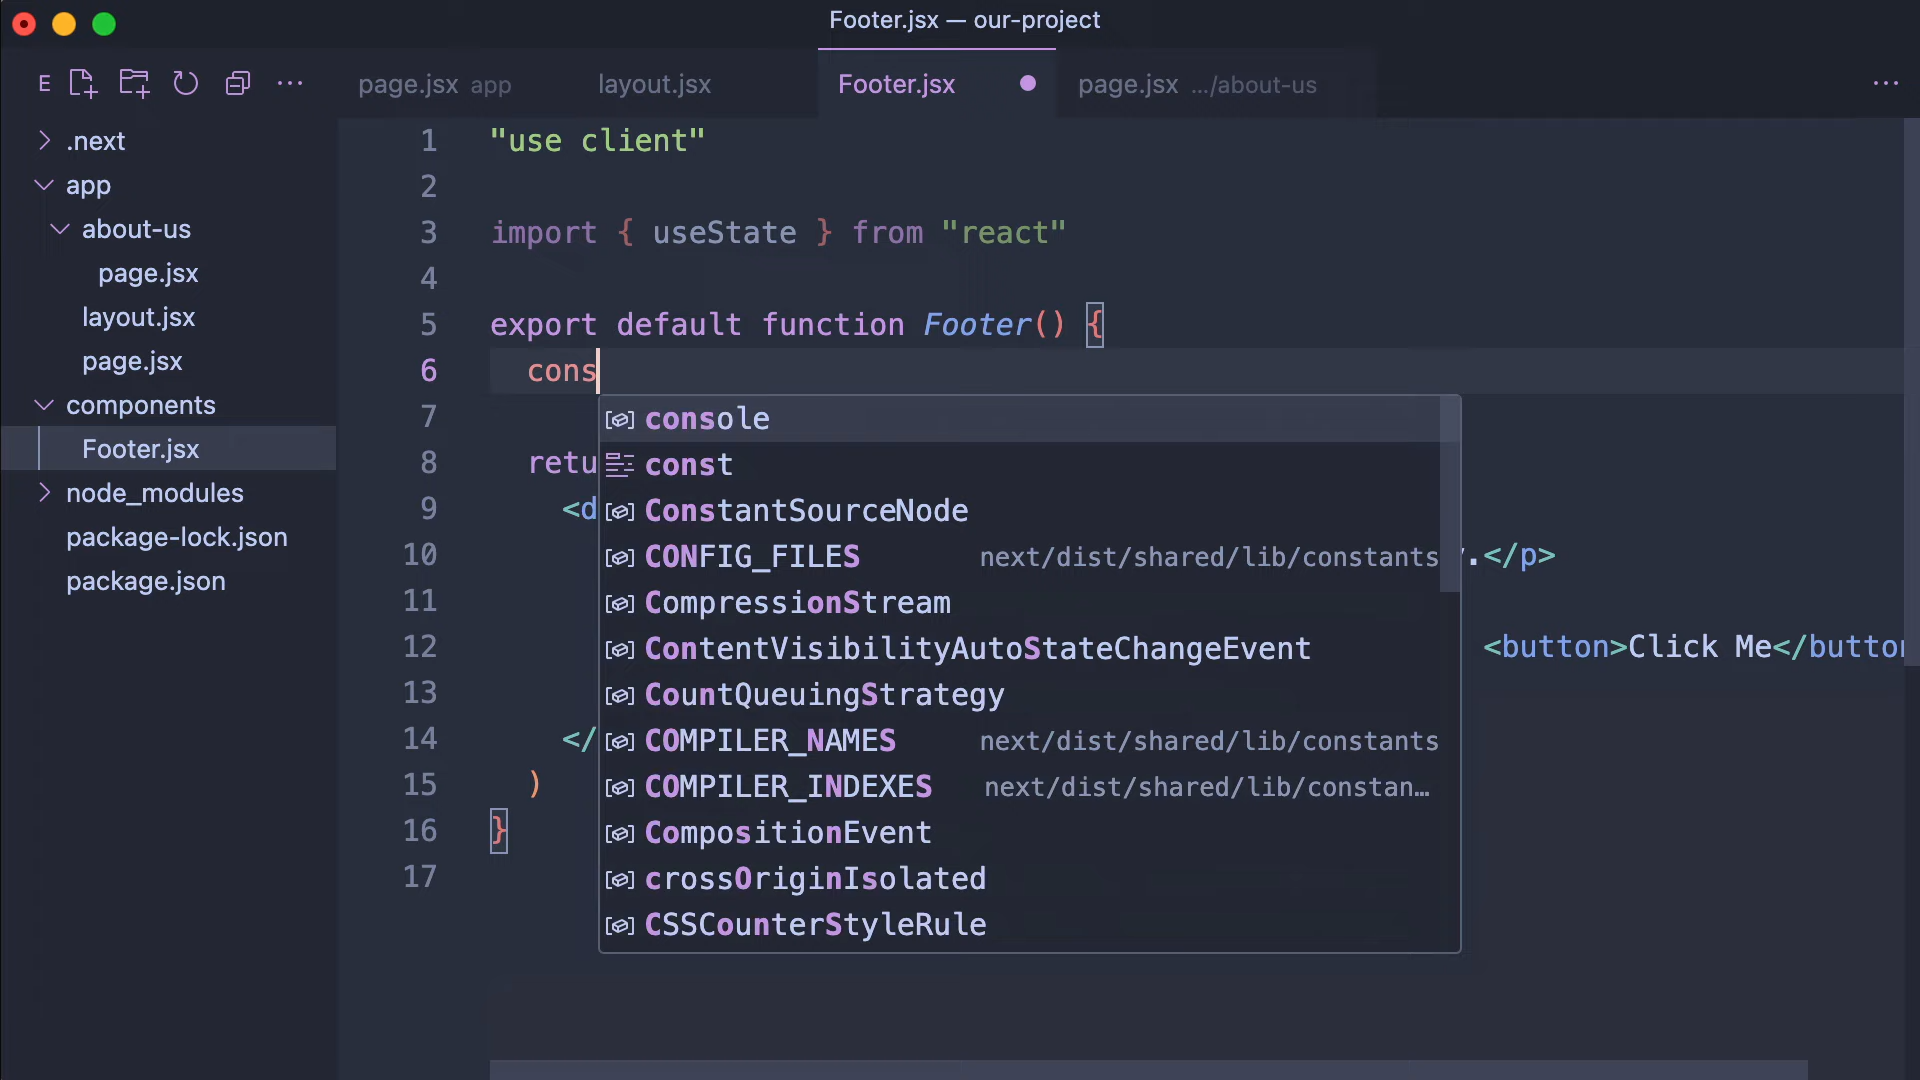 Footer.jsx — our-project
E
page.jsx app
layout.jsx
Footer.jsx
page.jsx .../about-us
.next
app
about-us
page.jsx
layout.jsx
page.jsx
components
Footer.jsx
node_modules
package-lock.json
package.json
1 "use client"
2
3 import { useState } from "react"
4
5 export default function Footer() {
6 cons
7
8 retu
9 <d
10 .</p>
11
12 <button>Click Me</button
13
14 </
15 )
16 }
17
console
const
ConstantSourceNode
CONFIG_FILES next/dist/shared/lib/constants
CompressionStream
ContentVisibilityAutoStateChangeEvent
CountQueuingStrategy
COMPILER_NAMES next/dist/shared/lib/constants
COMPILER_INDEXES next/dist/shared/lib/constan…
CompositionEvent
crossOriginIsolated
CSSCounterStyleRule